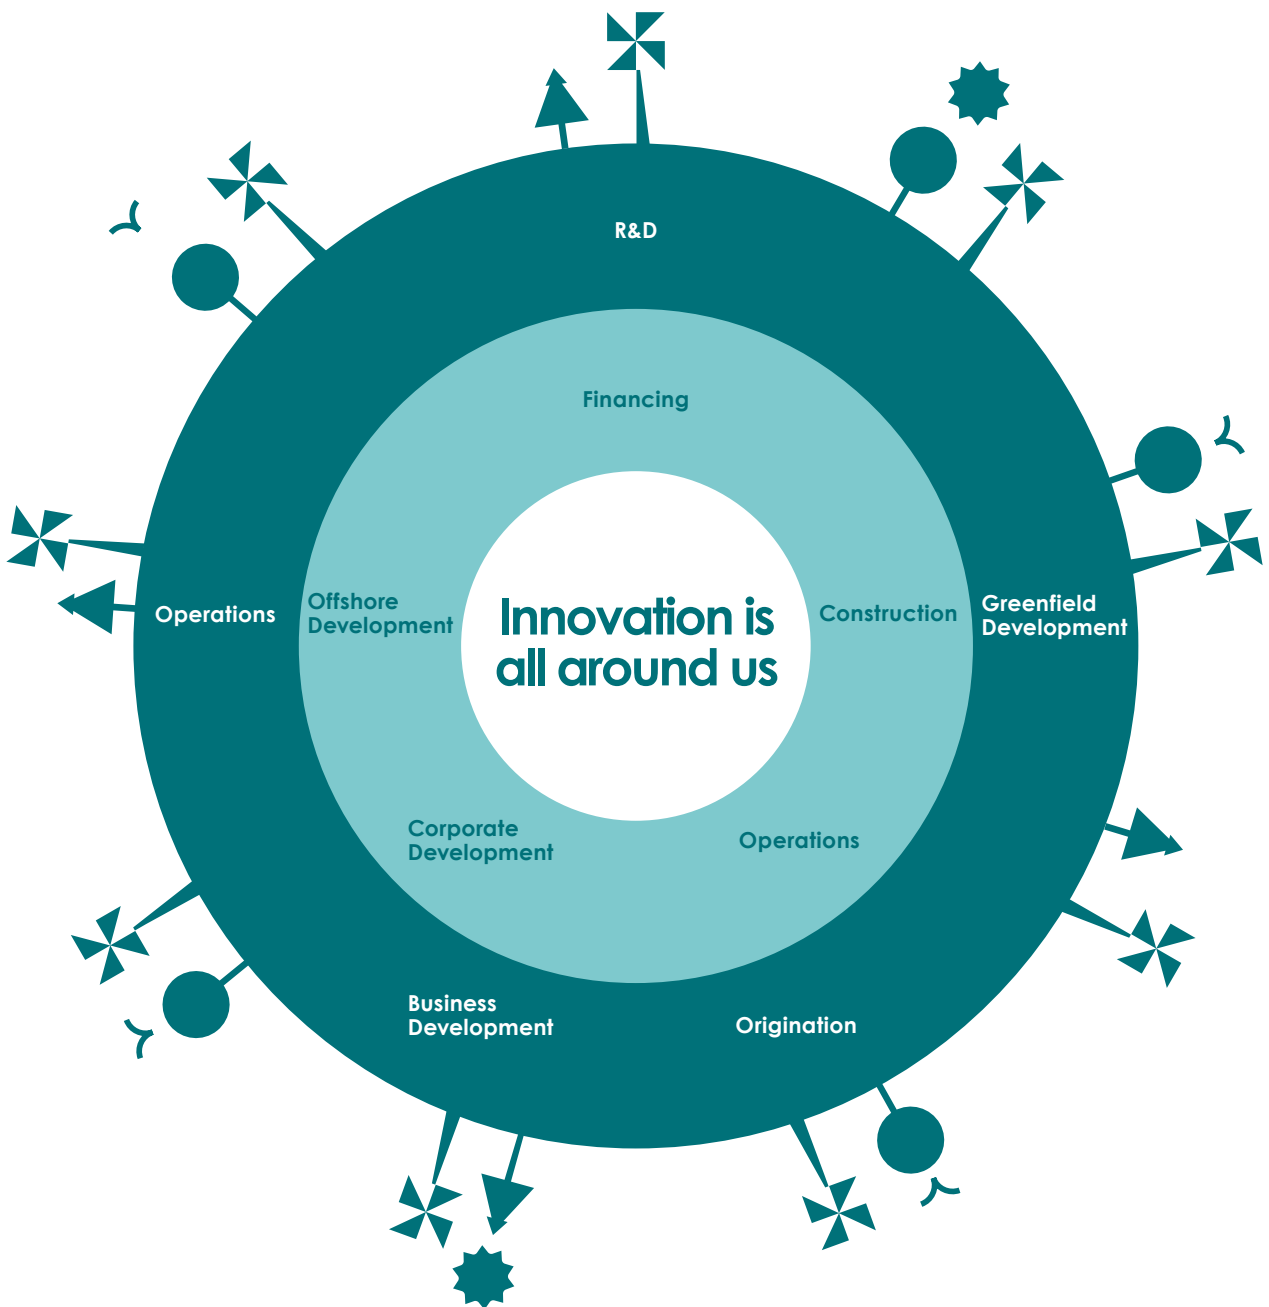 R&D
Financing
Operations
Offshore
Development
Innovation is
all around us
Construction
Greenfield
Development
Corporate
Development
Operations
Business
Development
Origination